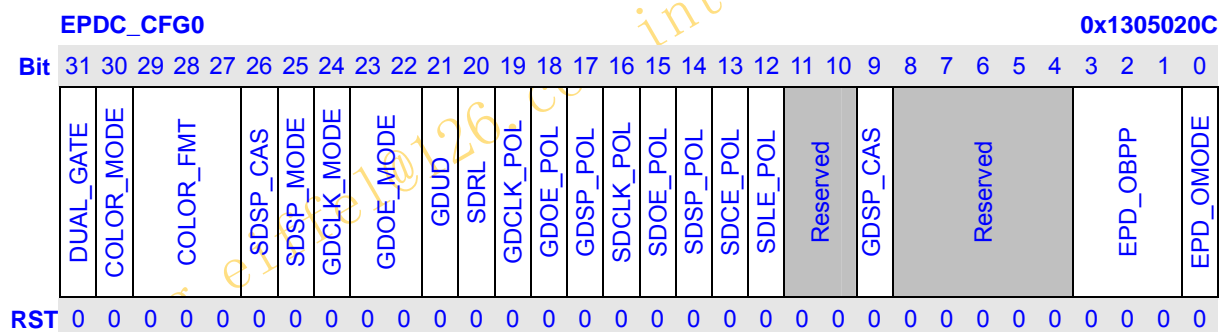 EPDC_CFG0 0x1305020C
Bit 31 30 29 28 27 26 25 24 23 22 21 20 19 18 17 16 15 14 13 12 11 10 9 8 7 6 5 4 3 2 1 0
DUAL_GATE
COLOR_MODE
COLOR_FMT
SDSP_CAS
SDSP_MODE
GDCLK_MODE
GDOE_MODE
GDUD
SDRL
GDCLK_POL
GDOE_POL
GDSP_POL
SDCLK_POL
SDOE_POL
SDSP_POL
SDCE_POL
SDLE_POL
Reserved
GDSP_CAS
Reserved
EPD_OBPP
EPD_OMODE
RST 0 0 0 0 0 0 0 0 0 0 0 0 0 0 0 0 0 0 0 0 0 0 0 0 0 0 0 0 0 0 0 0